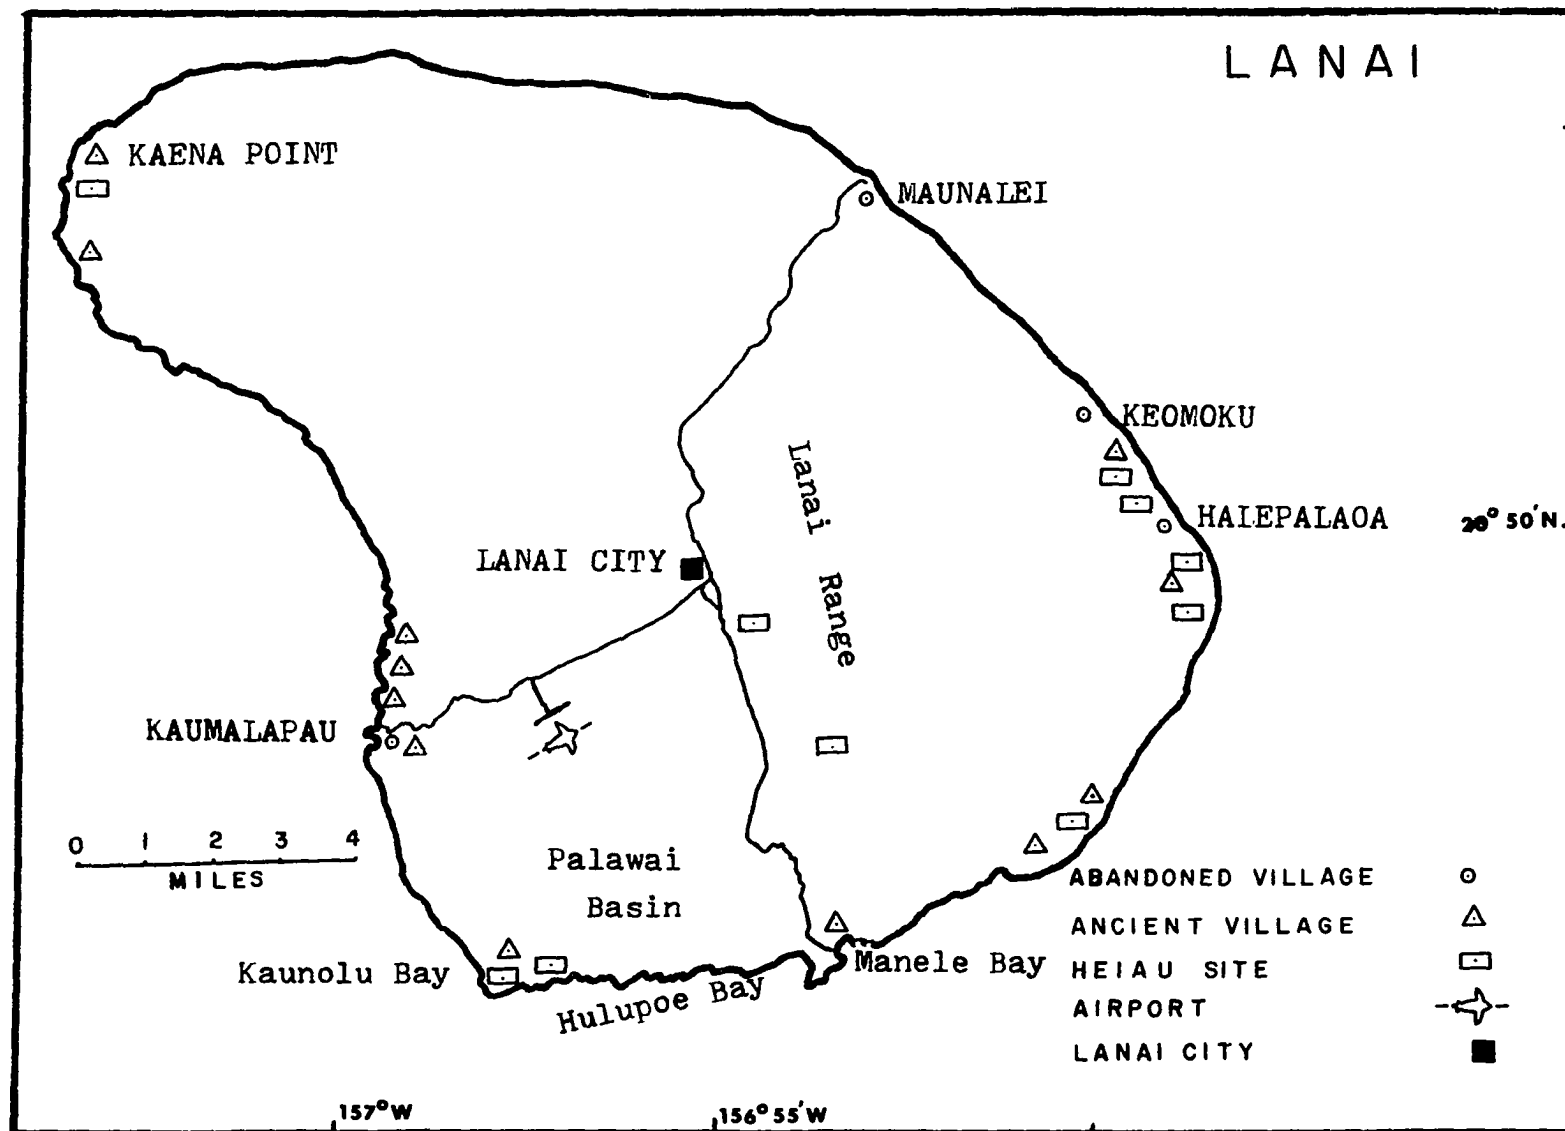 LANAI
KAENA POINT
MAUNALEI
KEOMOKU
HALEPALAOA
20° 50' N.
Lanai Range
LANAI CITY
KAUMALAPAU
0 1 2 3 4
MILES
Palawai
Basin
Kaunolu Bay
Hulupoe Bay
Manele Bay
ABANDONED VILLAGE
ANCIENT VILLAGE
HEIAU SITE
AIRPORT
LANAI CITY
157°W
156°55'W